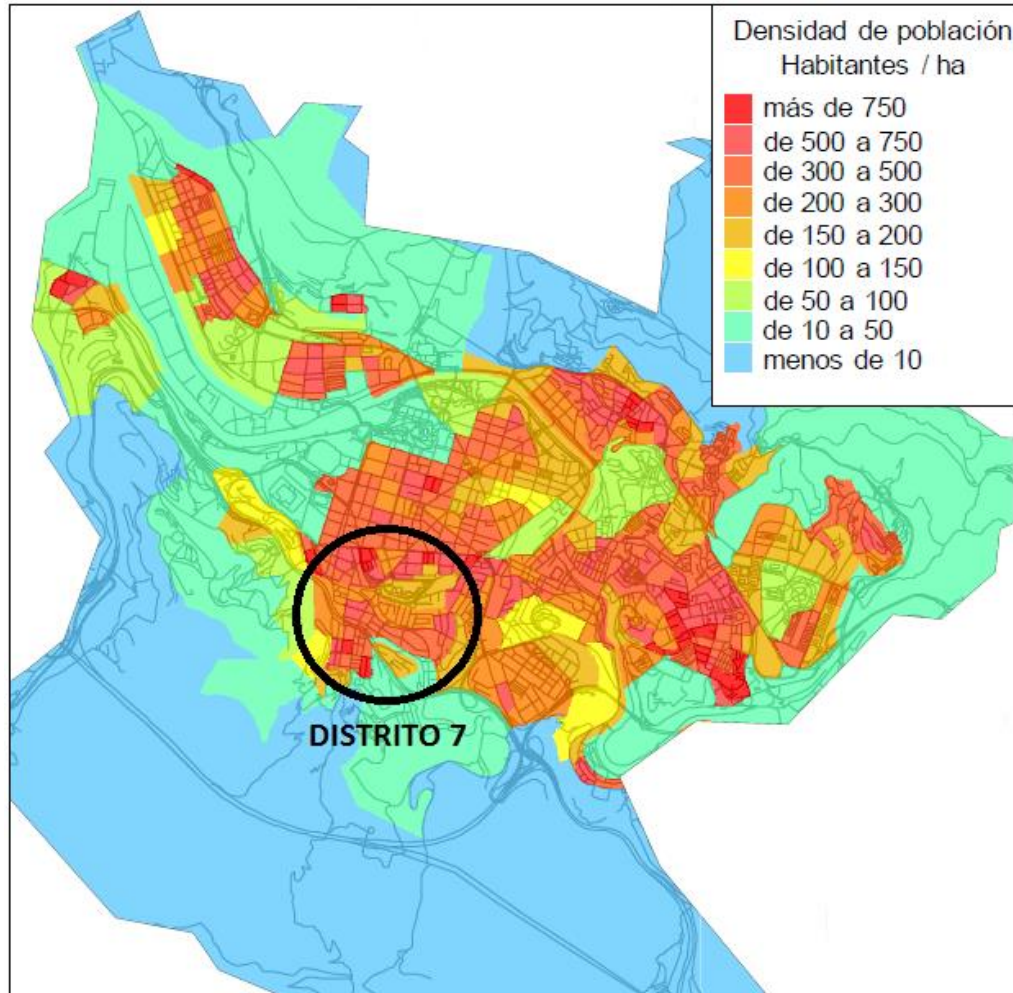 Densidad de población
Habitantes / ha
más de 750
de 500 a 750
de 300 a 500
de 200 a 300
de 150 a 200
de 100 a 150
de 50 a 100
de 10 a 50
menos de 10
DISTRITO 7